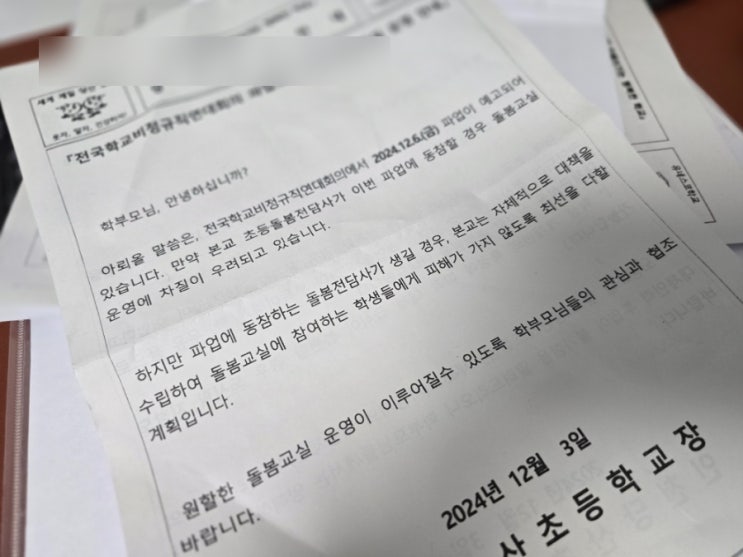 「전국학교비정규직연대회의
학부모님, 안녕하십니까?
아뢰올 말씀은, 전국학교비정규직연대회의에서 2024.12.6.(금) 파업이 예고되어
있습니다. 만약 본교 초등돌봄전담사가 이번 파업에 동참할 경우 돌봄교실
운영에 차질이 우려되고 있습니다.
하지만 파업에 동참하는 돌봄전담사가 생길 경우, 본교는 자체적으로 대책을
수립하여 돌봄교실에 참여하는 학생들에게 피해가 가지 않도록 최선을 다할
계획입니다.
원할한 돌봄교실 운영이 이루어질수 있도록 학부모님들의 관심과 협조
바랍니다.
2024년 12월 3일
사 초 등 학 교 장